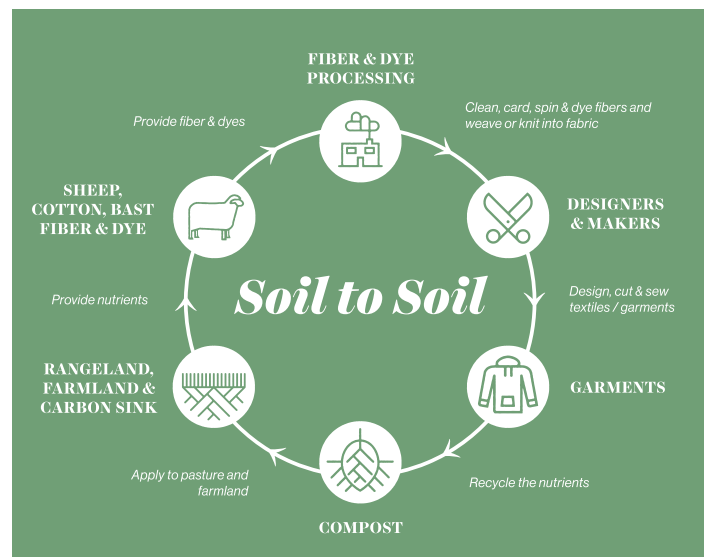 FIBER & DYE
PROCESSING
Provide fiber & dyes
Clean, card, spin & dye fibers and
weave or knit into fabric
SHEEP,
COTTON, BAST
FIBER & DYE
DESIGNERS
& MAKERS
Soil to Soil
Provide nutrients
Design, cut & sew
textiles / garments
RANGELAND,
FARMLAND &
CARBON SINK
GARMENTS
Apply to pasture and
farmland
Recycle the nutrients
COMPOST